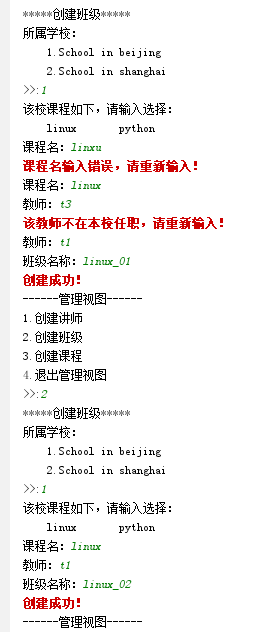 *****创建班级*****
所属学校：
1.School in beijing
2.School in shanghai
>>:1
该校课程如下，请输入选择：
linux python
课程名：linxu
课程名输入错误，请重新输入！
课程名：linux
教师：t3
该教师不在本校任职，请重新输入！
教师：t1
班级名称：linux_01
创建成功！
------管理视图------
1.创建讲师
2.创建班级
3.创建课程
4.退出管理视图
>>:2
*****创建班级*****
所属学校：
1.School in beijing
2.School in shanghai
>>:1
该校课程如下，请输入选择：
linux python
课程名：linux
教师：t1
班级名称：linux_02
创建成功！
------管理视图------